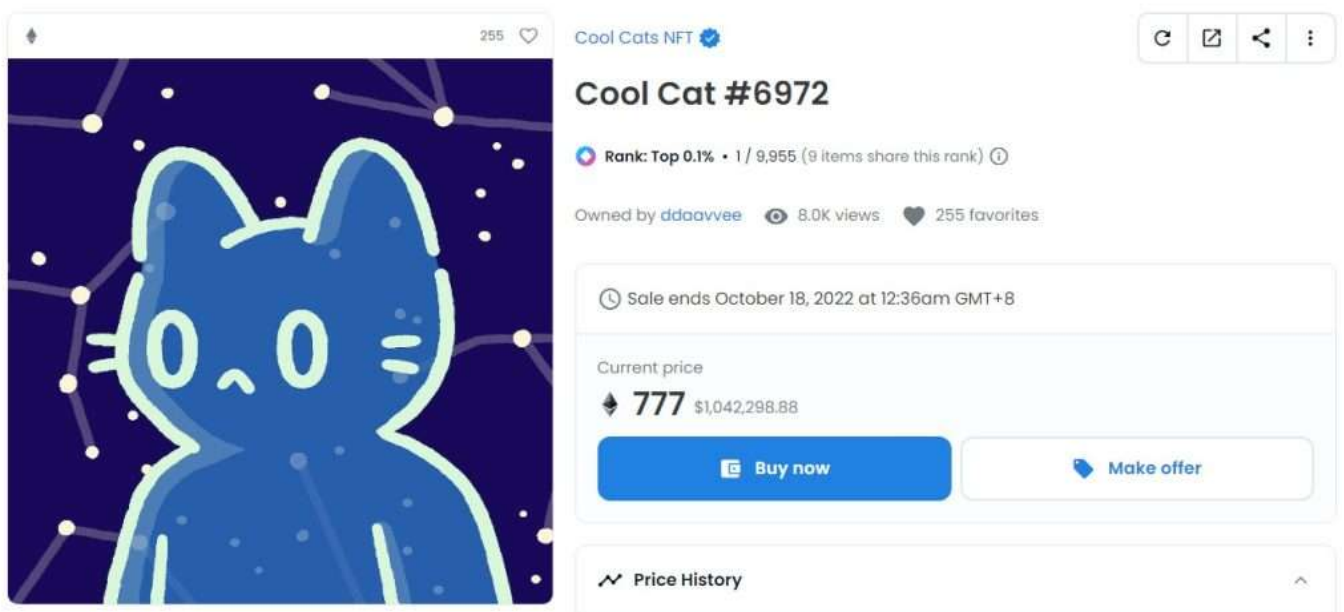 255
Cool Cats NFT
Cool Cat #6972
Rank: Top 0.1% • 1 / 9,955 (9 items share this rank)
Owned by ddaavvee 8.0K views 255 favorites
Sale ends October 18, 2022 at 12:36am GMT+8
Current price
777 $1,042,298.88
Buy now Make offer
Price History